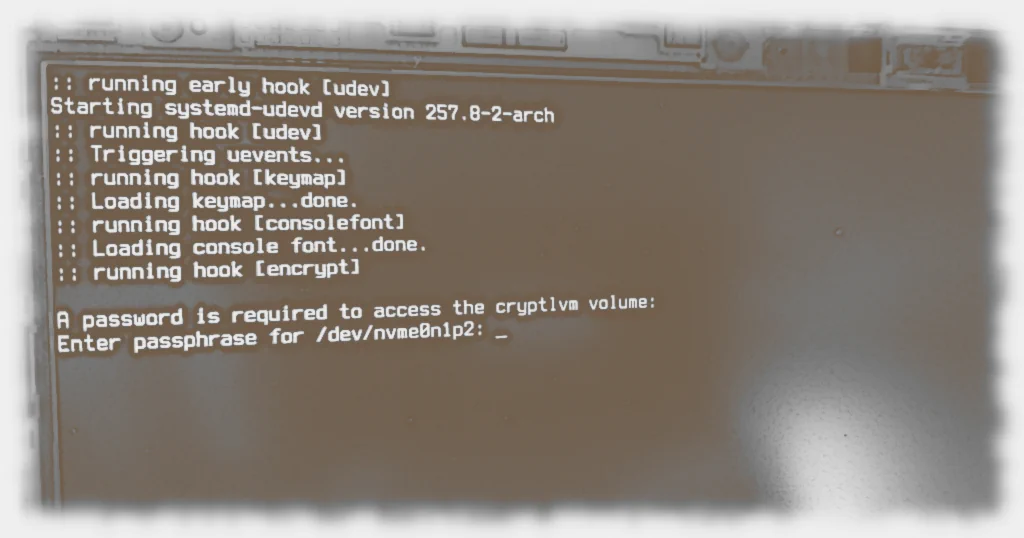 :: running early hook [udev]
Starting systemd-udevd version 257.8-2-arch
:: running hook [udev]
:: Triggering uevents...
:: running hook [keymap]
:: Loading keymap...done.
:: running hook [consolefont]
:: Loading console font...done.
:: running hook [encrypt]
A password is required to access the cryptlvm volume:
Enter passphrase for /dev/nvme0n1p2: _